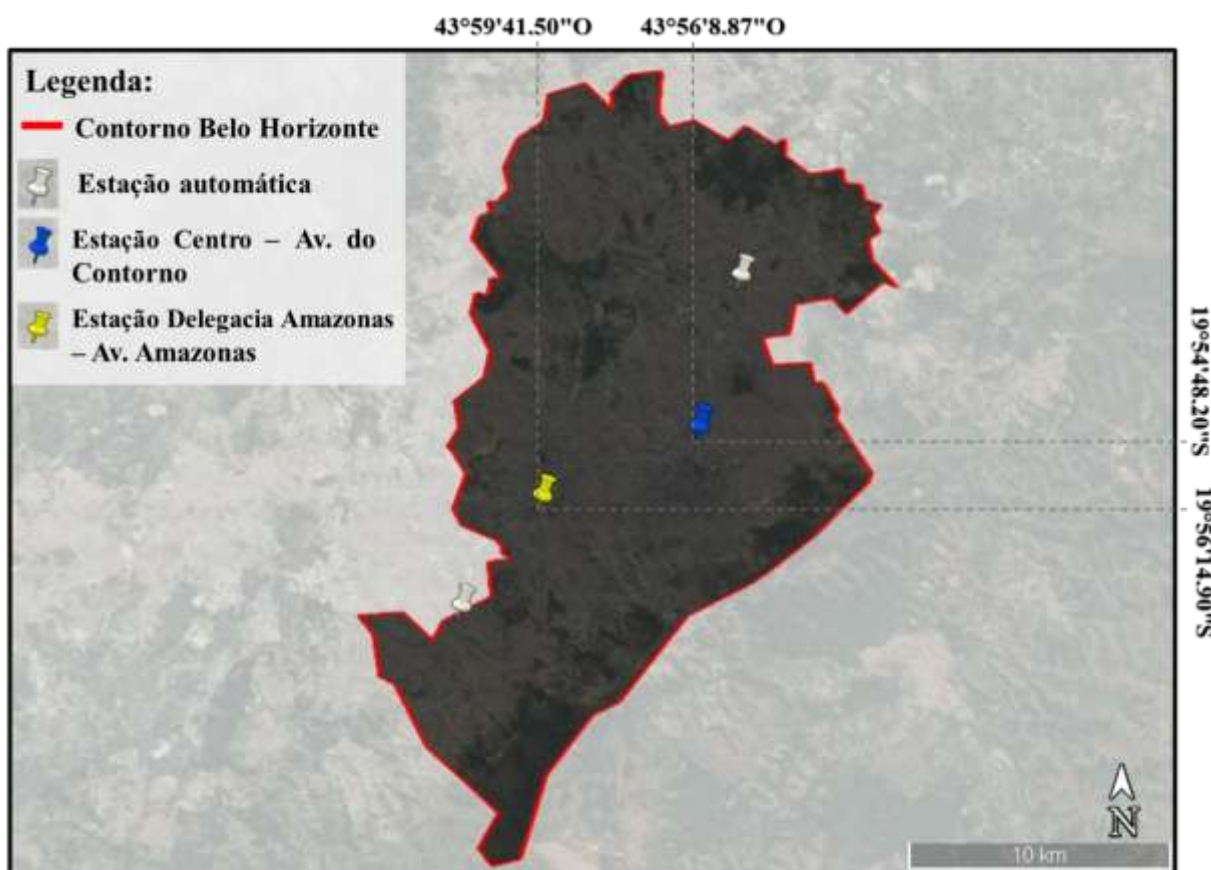 43°59'41.50"O 43°56'8.87"O
Legenda:
Contorno Belo Horizonte
Estação automática
Estação Centro – Av. do
Contorno
Estação Delegacia Amazonas
– Av. Amazonas
19°54'48.20"S
19°56'14.90"S
N
10 km